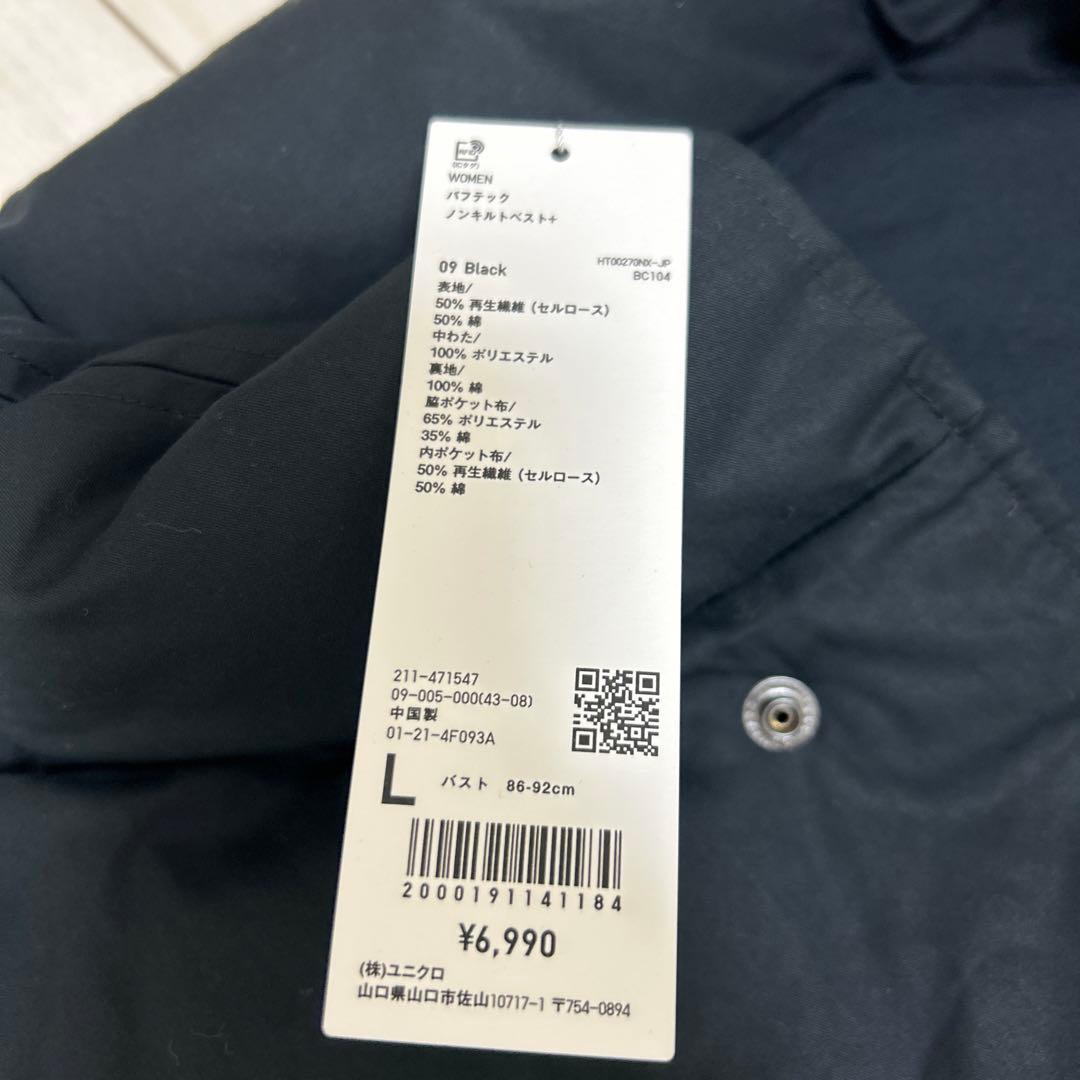 RFID
(ICタグ)
WOMEN
パフテック
ノンキルトベスト+
09 Black
HT00270NX-JP
BC104
表地/
50% 再生繊維 (セルロース)
50% 綿
中わた/
100% ポリエステル
裏地/
100% 綿
脇ポケット布/
65% ポリエステル
35% 綿
内ポケット布/
50% 再生繊維 (セルロース)
50% 綿
211-471547
09-005-000(43-08)
中国製
01-21-4F093A
L バスト 86-92cm
2000191141184
¥6,990
(株)ユニクロ
山口県山口市佐山10717-1 〒754-0894